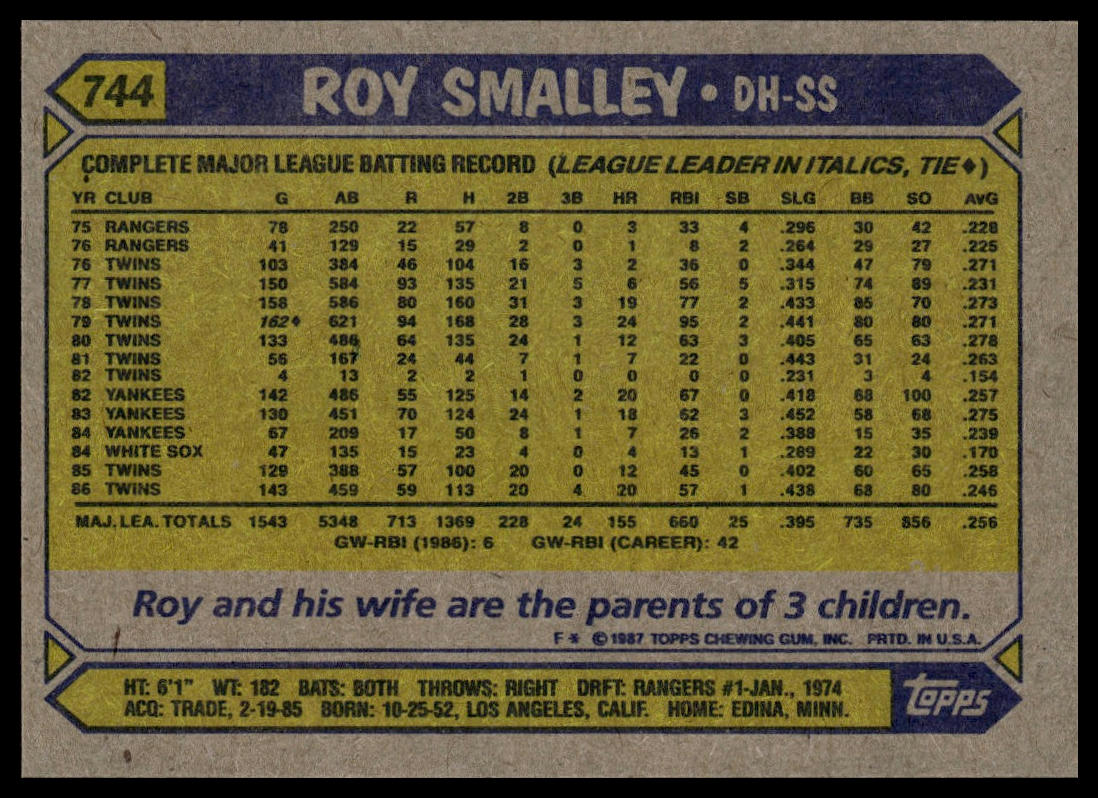 744 ROY SMALLEY • DH-SS
COMPLETE MAJOR LEAGUE BATTING RECORD (LEAGUE LEADER IN ITALICS, TIE♦)
YR CLUB G AB R H 2B 3B HR RBI SB SLG BB SO AVG
75 RANGERS 78 250 22 57 8 0 3 33 4 .296 30 42 .228
76 RANGERS 41 129 15 29 2 0 1 8 2 .264 29 27 .225
76 TWINS 103 384 46 104 16 3 2 36 0 .344 47 79 .271
77 TWINS 150 584 93 135 21 5 6 56 5 .315 74 89 .231
78 TWINS 158 586 80 160 31 3 19 77 2 .433 85 70 .273
79 TWINS 162♦ 621 94 168 28 3 24 95 2 .441 80 80 .271
80 TWINS 133 486 64 135 24 1 12 63 3 .405 65 63 .278
81 TWINS 56 167 24 44 7 1 7 22 0 .443 31 24 .263
82 TWINS 4 13 2 2 1 0 0 0 0 .231 3 4 .154
82 YANKEES 142 486 55 125 14 2 20 67 0 .418 68 100 .257
83 YANKEES 130 451 70 124 24 1 18 62 3 .452 58 68 .275
84 YANKEES 67 209 17 50 8 1 7 26 2 .388 15 35 .239
84 WHITE SOX 47 135 15 23 4 0 4 13 1 .289 22 30 .170
85 TWINS 129 388 57 100 20 0 12 45 0 .402 60 65 .258
86 TWINS 143 459 59 113 20 4 20 57 1 .438 68 80 .246
MAJ. LEA. TOTALS 1543 5348 713 1369 228 24 155 660 25 .395 735 856 .256
GW-RBI (1986): 6 GW-RBI (CAREER): 42
Roy and his wife are the parents of 3 children.
F* ©1987 TOPPS CHEWING GUM, INC. PRTD. IN U.S.A.
HT: 6'1" WT: 182 BATS: BOTH THROWS: RIGHT DRFT: RANGERS #1-JAN., 1974
ACQ: TRADE, 2-19-85 BORN: 10-25-52, LOS ANGELES, CALIF. HOME: EDINA, MINN.
topps